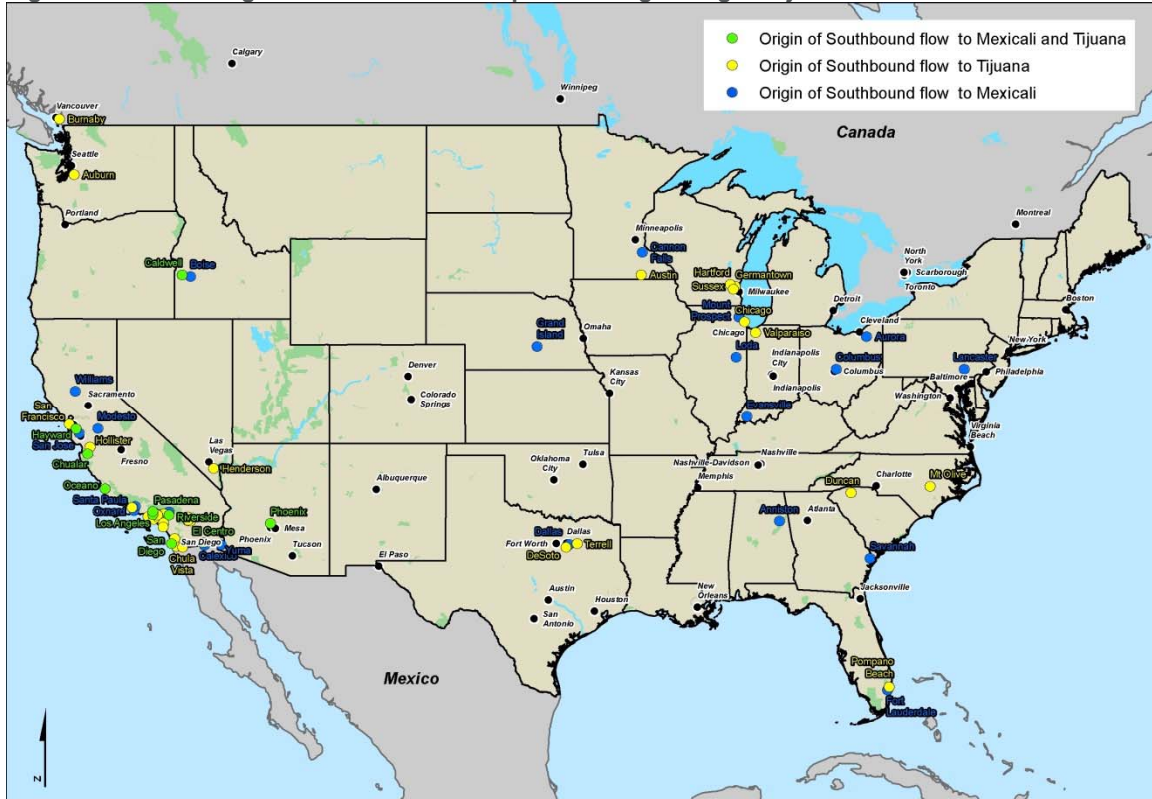 Origin of Southbound flow to Mexicali and Tijuana
Origin of Southbound flow to Tijuana
Origin of Southbound flow to Mexicali
Calgary
Winnipeg
Canada
Vancouver
Burnaby
Seattle
Auburn
Portland
Montreal
Minneapolis
Cannon
Falls
Austin
Hartford
Germantown
Sussex
Milwaukee
North
York
Scarborough
Toronto
Caldwell
Boise
Mount
Prospect
Chicago
Chicago
Valparaiso
Detroit
Boston
Cleveland
Aurora
New York
Grand
Island
Omaha
Loda
Indianapolis
City
Indianapolis
Columbus
Columbus
Lancaster
Philadelphia
Baltimore
Washington
Williams
Sacramento
Denver
Colorado
Springs
Kansas
City
Evansville
Virginia
Beach
San
Francisco
Modesto
Hayward
San Jose
Hollister
Chualar
Fresno
Las
Vegas
Henderson
Oklahoma
City
Tulsa
Nashville-Davidson
Nashville
Memphis
Charlotte
Mt Olive
Duncan
Oceano
Albuquerque
Santa Paula
Oxnard
Pasadena
Los Angeles
Riverside
El Centro
Phoenix
Mesa
Phoenix
Anniston
Atlanta
San
Diego
San Diego
Chula
Vista
Calexico
Yuma
Tucson
Dallas
Dallas
Fort Worth
Terrell
DeSoto
Savannah
El Paso
Jacksonville
Austin
Houston
San
Antonio
New
Orleans
Mexico
Pompano
Beach
Fort
Lauderdale
N